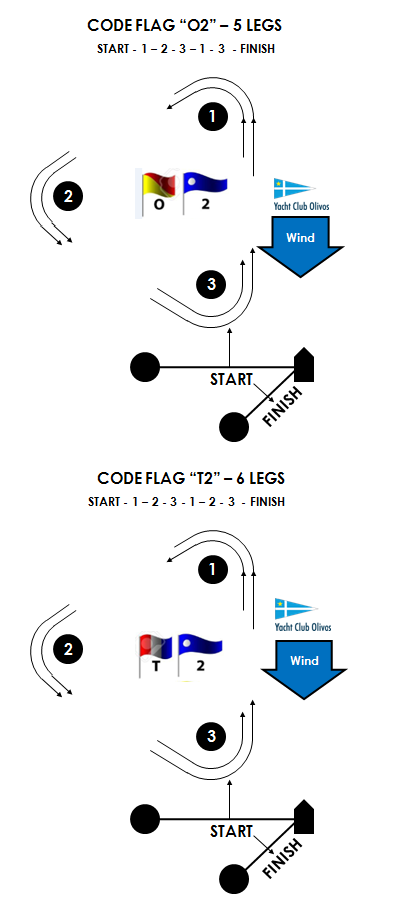 CODE FLAG “O2” – 5 LEGS
START - 1 – 2 - 3 – 1 - 3 - FINISH
1
2
O 2
Yacht Club Olivos
Wind
3
START
FINISH
CODE FLAG “T2” – 6 LEGS
START - 1 – 2 - 3 - 1 – 2 - 3 - FINISH
1
2
T 2
Yacht Club Olivos
Wind
3
START
FINISH